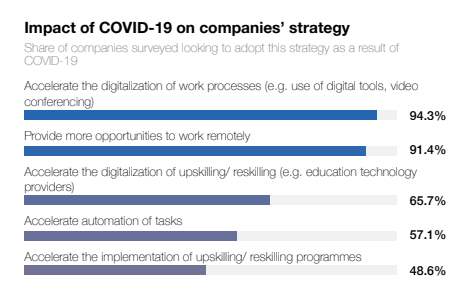 Impact of COVID-19 on companies' strategy
Share of companies surveyed looking to adopt this strategy as a result of
COVID-19
Accelerate the digitalization of work processes (e.g. use of digital tools, video
conferencing)
94.3%
Provide more opportunities to work remotely
91.4%
Accelerate the digitalization of upskilling/ reskilling (e.g. education technology
providers)
65.7%
Accelerate automation of tasks
57.1%
Accelerate the implementation of upskilling/ reskilling programmes
48.6%